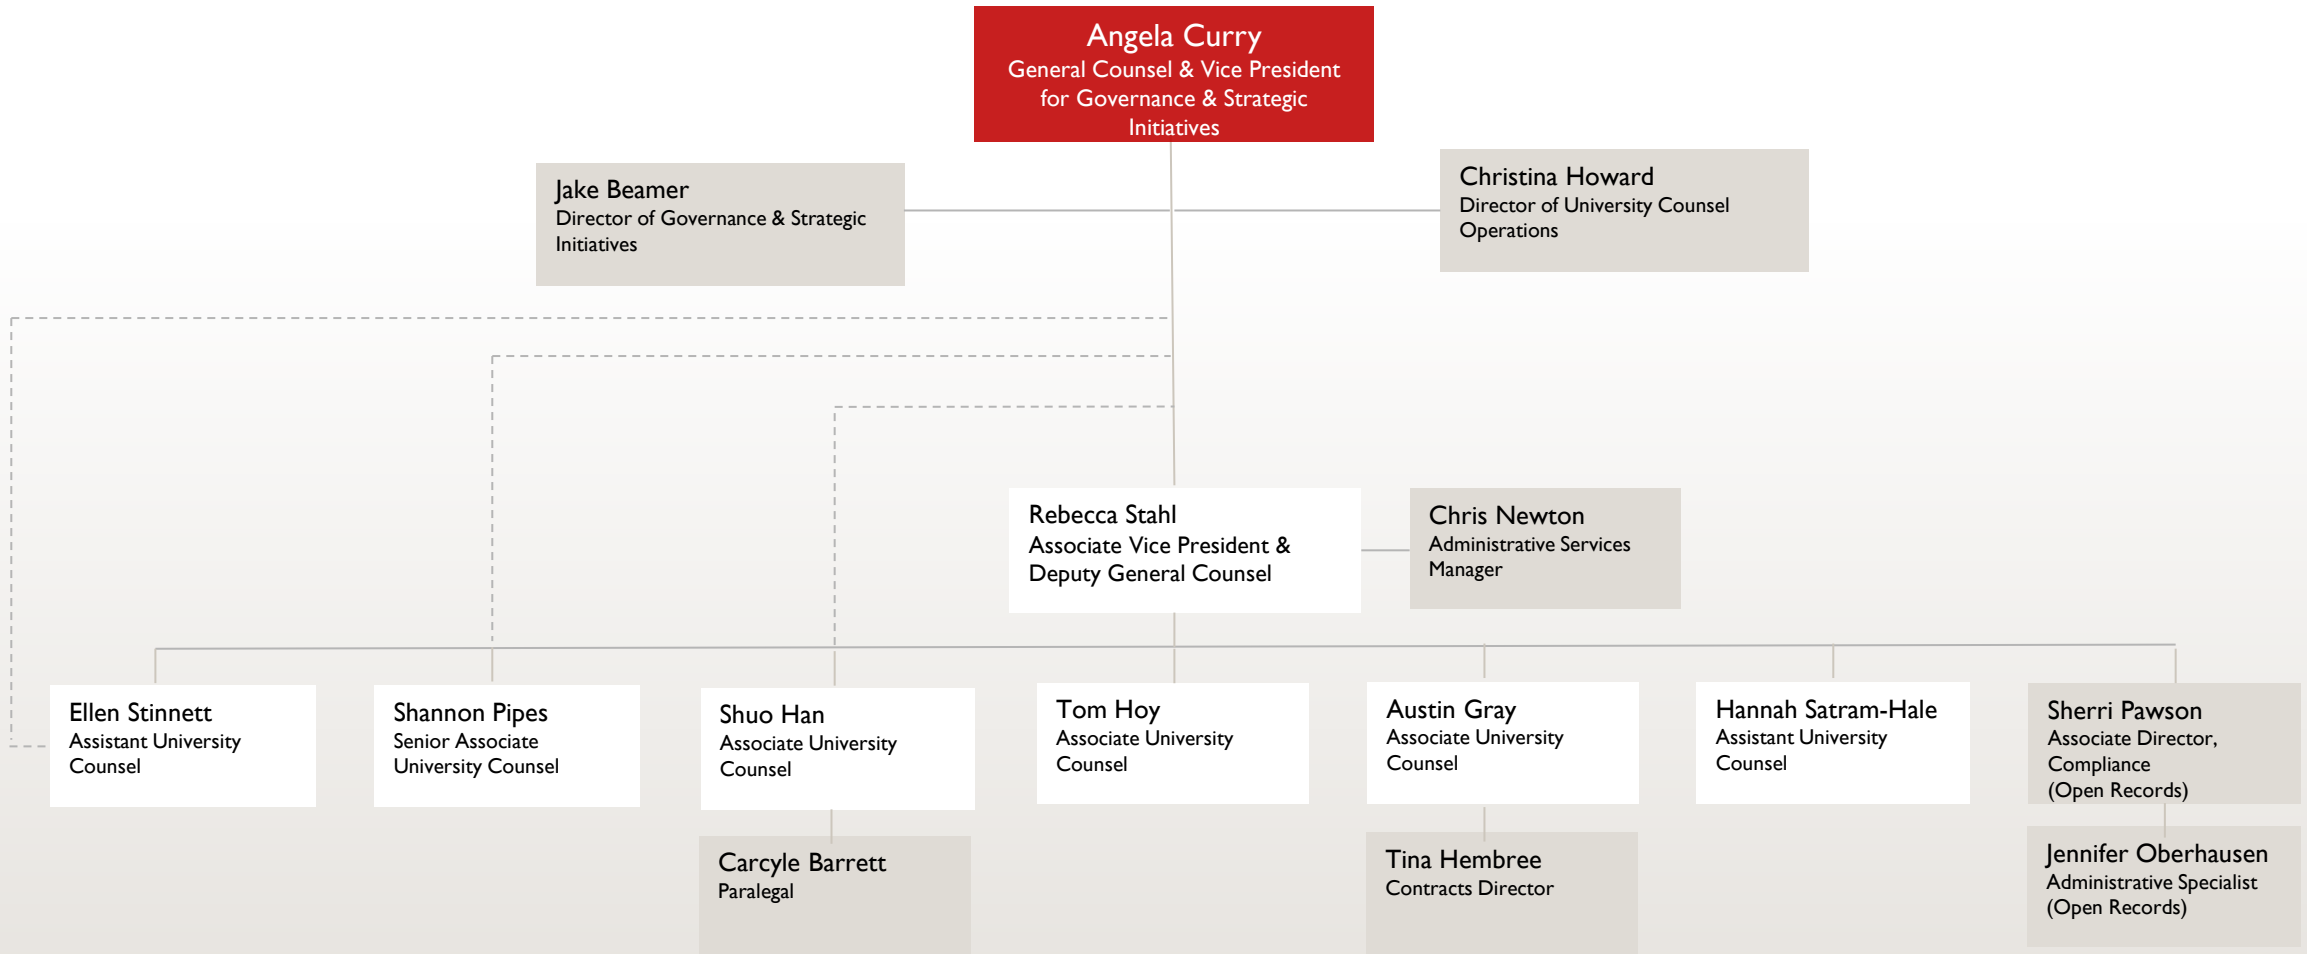 Angela Curry
General Counsel & Vice President
for Governance & Strategic
Initiatives
Jake Beamer
Director of Governance & Strategic
Initiatives
Christina Howard
Director of University Counsel
Operations
Rebecca Stahl
Associate Vice President &
Deputy General Counsel
Chris Newton
Administrative Services
Manager
Ellen Stinnett
Assistant University
Counsel
Shannon Pipes
Senior Associate
University Counsel
Shuo Han
Associate University
Counsel
Tom Hoy
Associate University
Counsel
Austin Gray
Associate University
Counsel
Hannah Satram-Hale
Assistant University
Counsel
Sherri Pawson
Associate Director,
Compliance
(Open Records)
Carcyle Barrett
Paralegal
Tina Hembree
Contracts Director
Jennifer Oberhausen
Administrative Specialist
(Open Records)